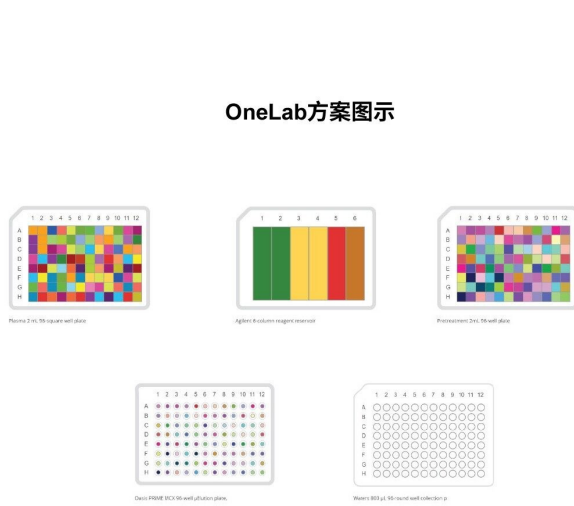 OneLab方案图示
1 2 3 4 5 6 7 8 9 10 11 12
A
B
C
D
E
F
G
H
Plasma 2 mL 96-square well plate
1 2 3 4 5 6
Agilent 6-column reagent reservoir
1 2 3 4 5 6 7 8 9 10 11 12
A
B
C
D
E
F
G
H
Pretreatment 2mL 96-well plate
1 2 3 4 5 6 7 8 9 10 11 12
A
B
C
D
E
F
G
H
Oasis PRiME MCX 96-well µElution plate,
1 2 3 4 5 6 7 8 9 10 11 12
A
B
C
D
E
F
G
H
Waters 800 µL 96-round well collection p